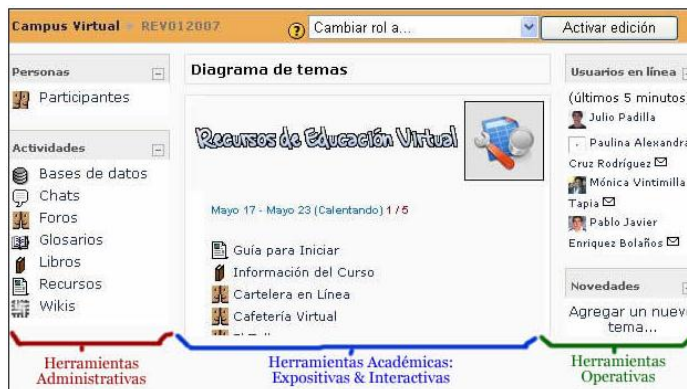 Campus Virtual ► REV012007
? Cambiar rol a... Activar edición
Personas
Participantes
Actividades
Bases de datos
Chats
Foros
Glosarios
Libros
Recursos
Wikis
Diagrama de temas
Recursos de Educación Virtual
Mayo 17 - Mayo 23 (Calentando) 1 / 5
Guía para Iniciar
Información del Curso
Cartelera en Línea
Cafetería Virtual
Usuarios en línea
(últimos 5 minutos)
Julio Padilla
Paulina Alexandra
Cruz Rodríguez
Mónica Vintimilla
Tapia
Pablo Javier
Enriquez Bolaños
Novedades
Agregar un nuevo
tema...
Herramientas
Administrativas
Herramientas Académicas:
Expositivas & Interactivas
Herramientas
Operativas